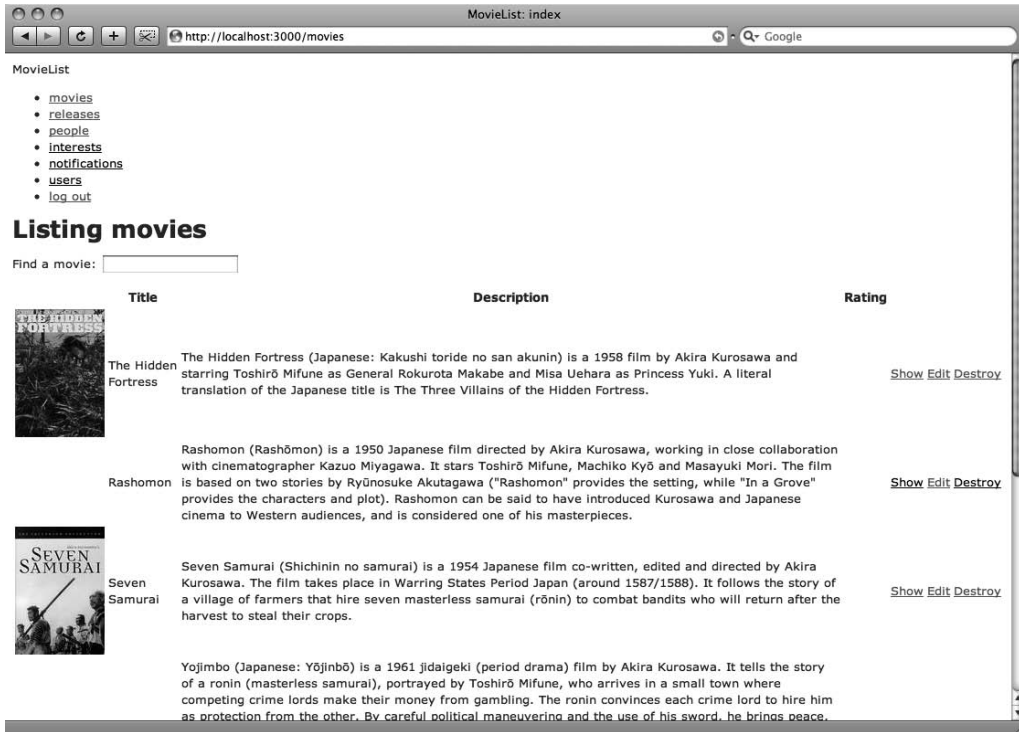 MovieList: index
http://localhost:3000/movies
Google
MovieList
movies
releases
people
interests
notifications
users
log out
Listing movies
Find a movie:
Title Description Rating
THE HIDDEN
FORTRESS
The Hidden
Fortress
The Hidden Fortress (Japanese: Kakushi toride no san akunin) is a 1958 film by Akira Kurosawa and
starring Toshirō Mifune as General Rokurota Makabe and Misa Uehara as Princess Yuki. A literal
translation of the Japanese title is The Three Villains of the Hidden Fortress.
Show Edit Destroy
Rashomon
Rashomon (Rashōmon) is a 1950 Japanese film directed by Akira Kurosawa, working in close collaboration
with cinematographer Kazuo Miyagawa. It stars Toshirō Mifune, Machiko Kyō and Masayuki Mori. The film
is based on two stories by Ryūnosuke Akutagawa ("Rashomon" provides the setting, while "In a Grove"
provides the characters and plot). Rashomon can be said to have introduced Kurosawa and Japanese
cinema to Western audiences, and is considered one of his masterpieces.
Show Edit Destroy
SEVEN
SAMURAI
Seven
Samurai
Seven Samurai (Shichinin no samurai) is a 1954 Japanese film co-written, edited and directed by Akira
Kurosawa. The film takes place in Warring States Period Japan (around 1587/1588). It follows the story of
a village of farmers that hire seven masterless samurai (rōnin) to combat bandits who will return after the
harvest to steal their crops.
Show Edit Destroy
Yojimbo (Japanese: Yōjinbō) is a 1961 jidaigeki (period drama) film by Akira Kurosawa. It tells the story
of a ronin (masterless samurai), portrayed by Toshirō Mifune, who arrives in a small town where
competing crime lords make their money from gambling. The ronin convinces each crime lord to hire him
as protection from the other. By careful political maneuvering and the use of his sword, he brings peace,